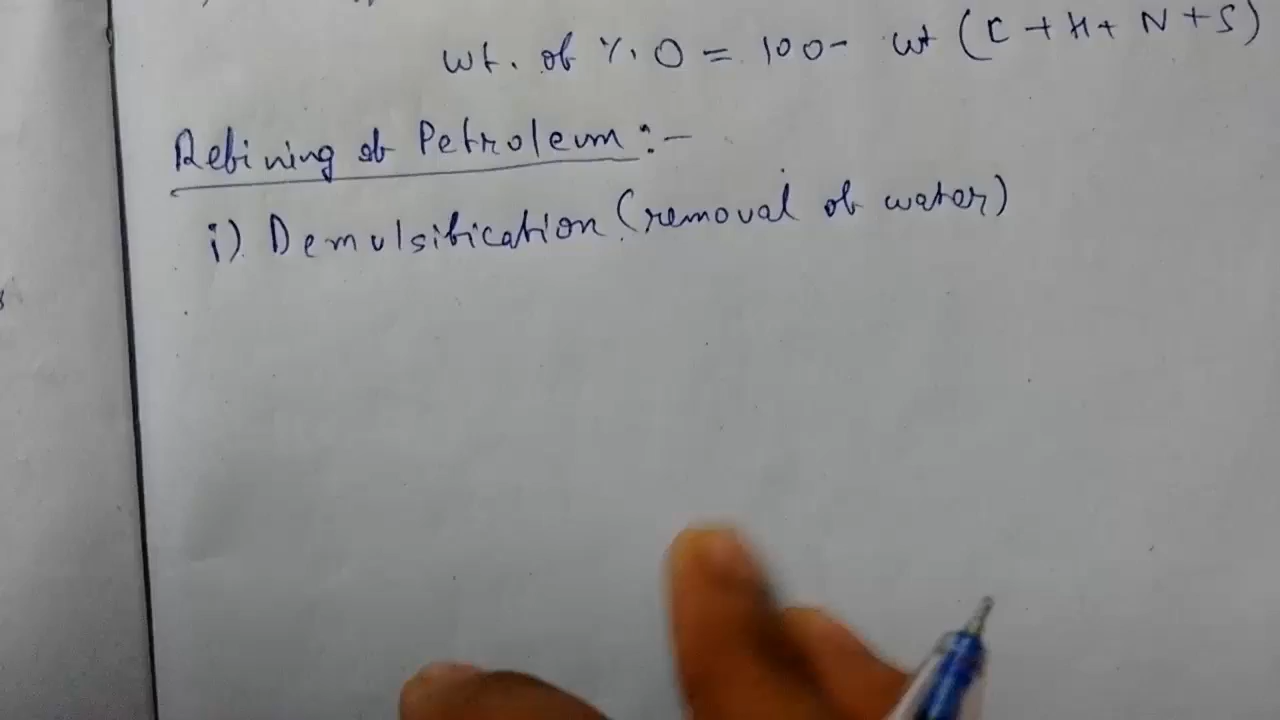 wt. of %. O = 100 - wt (C + H + N + S)
Refining of Petroleum :-
i) Demulsification (removal of water)